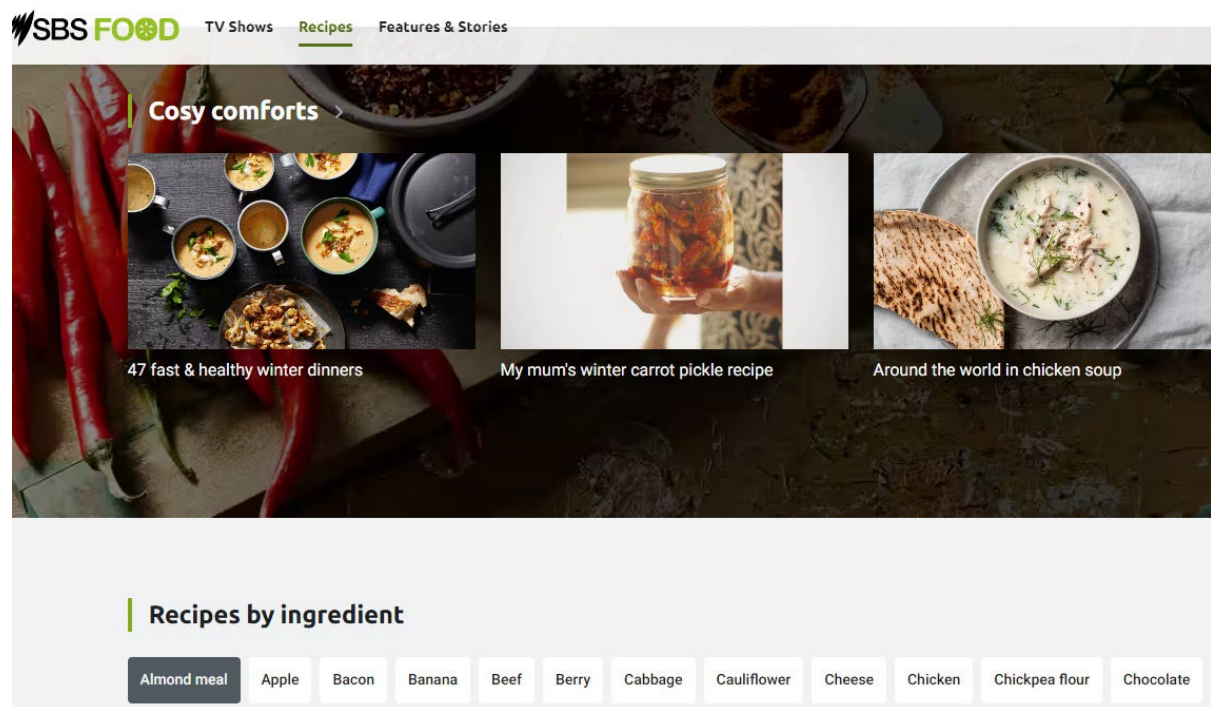 SBS FOOD TV Shows Recipes Features & Stories
Cosy comforts >
47 fast & healthy winter dinners
My mum's winter carrot pickle recipe
Around the world in chicken soup
Recipes by ingredient
Almond meal Apple Bacon Banana Beef Berry Cabbage Cauliflower Cheese Chicken Chickpea flour Chocolate